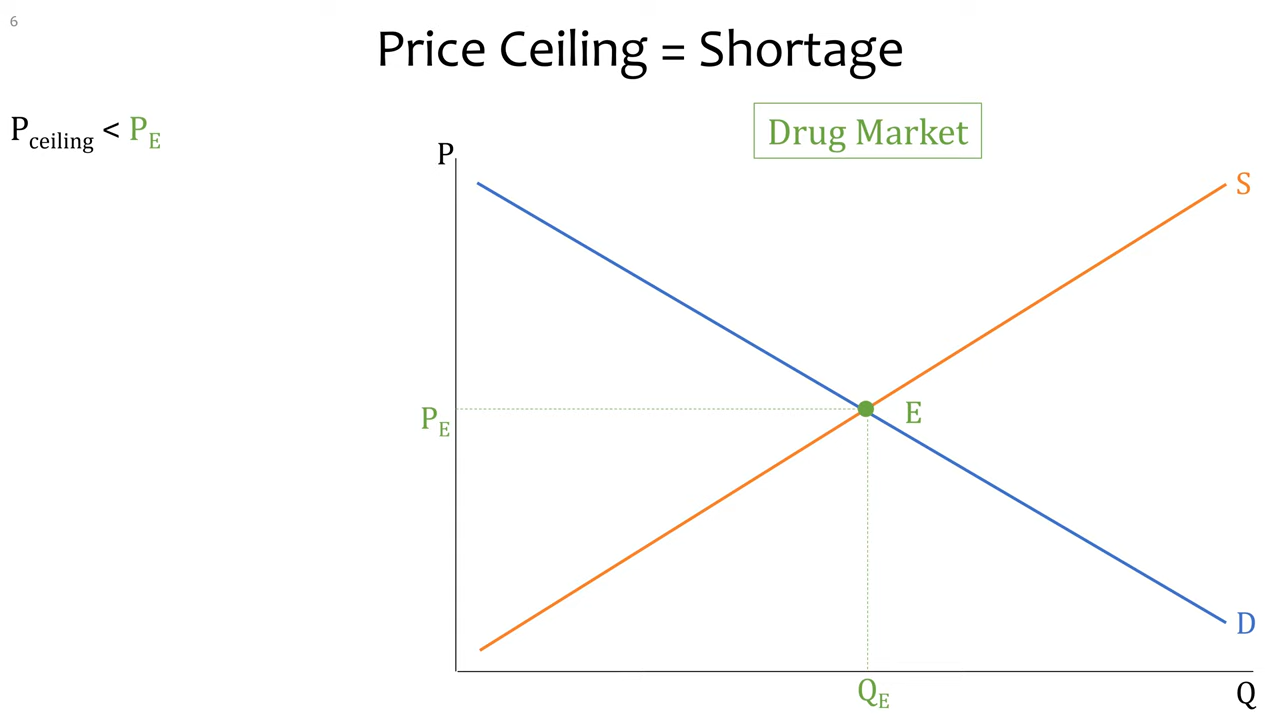 6
Price Ceiling = Shortage
Pceiling < PE
Drug Market
P
S
PE
E
D
QE
Q